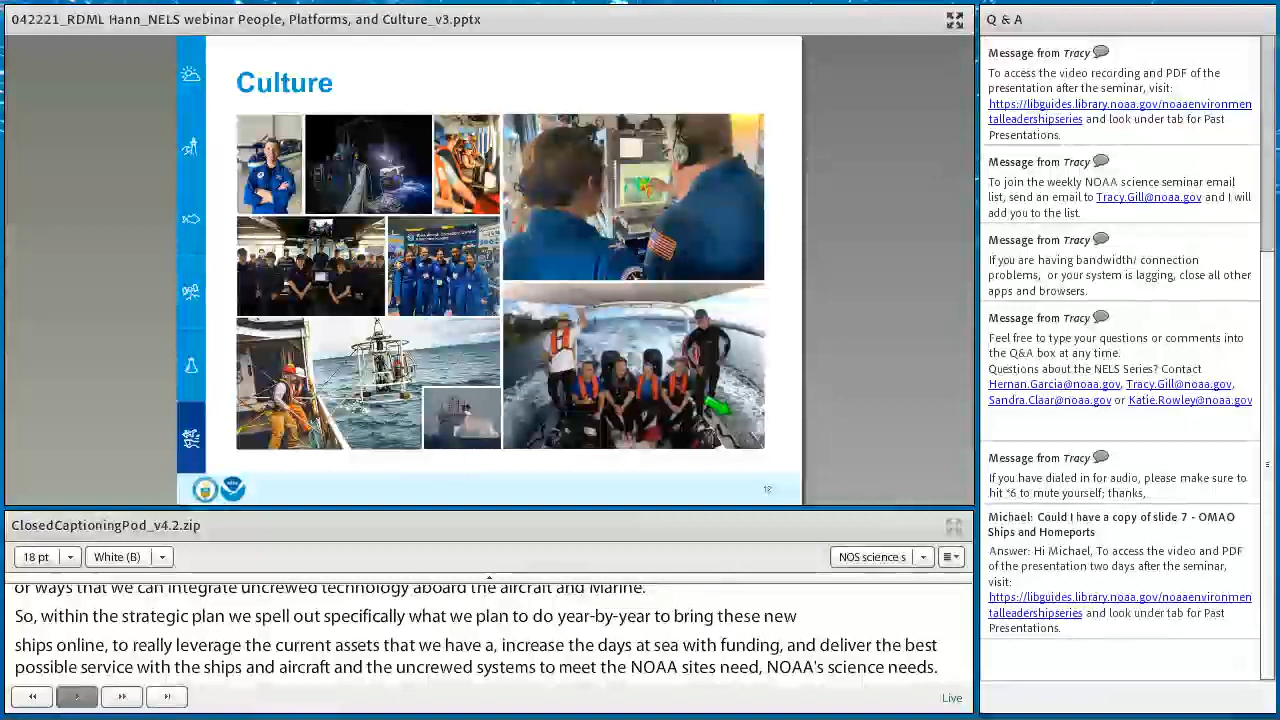 042221_RDML Hann_NELS webinar People, Platforms, and Culture_v3.pptx
Culture
ClosedCaptioningPod_v4.2.zip
18 pt
White (B)
NOS science s
or ways that we can integrate uncrewed technology aboard the aircraft and Marine.
So, within the strategic plan we spell out specifically what we plan to do year-by-year to bring these new
ships online, to really leverage the current assets that we have a, increase the days at sea with funding, and deliver the best
possible service with the ships and aircraft and the uncrewed systems to meet the NOAA sites need, NOAA's science needs.
Live
Q & A
Message from Tracy
To access the video recording and PDF of the
presentation after the seminar, visit:
https://libguides.library.noaa.gov/noaaenvironmen
talleadershipseries and look under tab for Past
Presentations.
Message from Tracy
To join the weekly NOAA science seminar email
list, send an email to Tracy.Gill@noaa.gov and I will
add you to the list.
Message from Tracy
If you are having bandwidth/ connection
problems, or your system is lagging, close all other
apps and browsers.
Message from Tracy
Feel free to type your questions or comments into
the Q&A box at any time.
Questions about the NELS Series? Contact
Hernan.Garcia@noaa.gov, Tracy.Gill@noaa.gov,
Sandra.Claar@noaa.gov or Katie.Rowley@noaa.gov
Message from Tracy
If you have dialed in for audio, please make sure to
hit *6 to mute yourself; thanks,
Michael: Could I have a copy of slide 7 - OMAO
Ships and Homeports
Answer: Hi Michael, To access the video and PDF
of the presentation two days after the seminar,
visit:
https://libguides.library.noaa.gov/noaaenvironmen
talleadershipseries and look under tab for Past
Presentations.